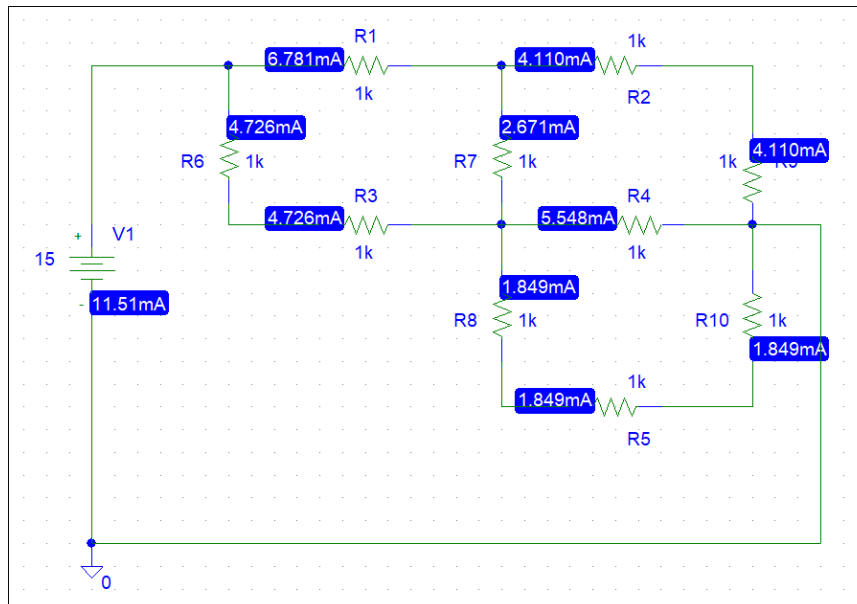 R1
1k
6.781mA
4.110mA
1k
R2
4.726mA
2.671mA
4.110mA
R6
1k
R7
1k
1k
R3
R4
4.726mA
5.548mA
1k
1k
+
V1
15
-
11.51mA
1.849mA
R8
1k
R10
1k
1.849mA
1k
1.849mA
R5
0